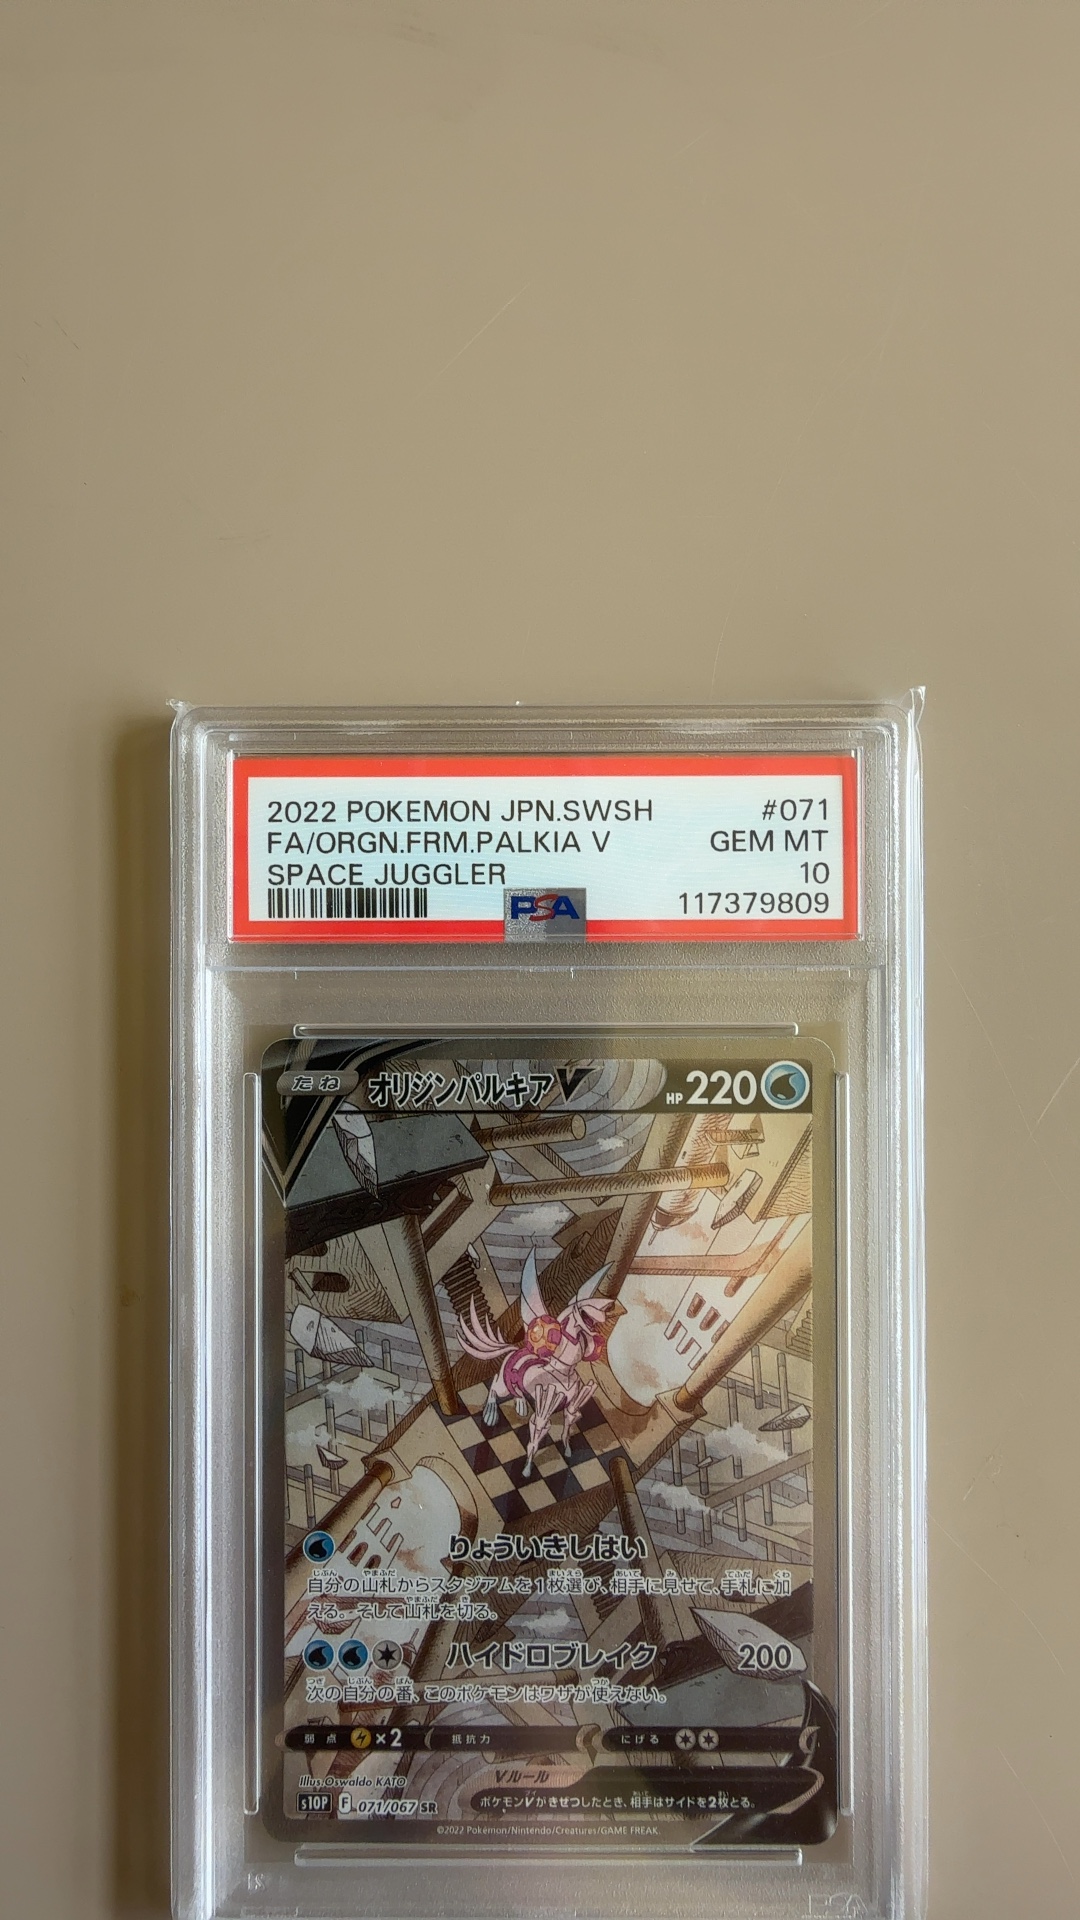 2022 POKEMON JPN.SWSH #071
FA/ORGN.FRM.PALKIA V GEM MT
SPACE JUGGLER 10
PSA 117379809
たね オリジンパルキアV HP 220
りょういきしはい
自分の山札からスタジアムを1枚選び、相手に見せて、手札に加
える。そして山札を切る。
ハイドロブレイク 200
次の自分の番、このポケモンはワザが使えない。
弱点 ×2 抵抗力 にげる
Illus.Oswaldo KATO Vルール
s10P F 071/067 SR ポケモンVがきぜつしたとき、相手はサイドを2枚とる。
©2022 Pokémon/Nintendo/Creatures/GAME FREAK.
PSA